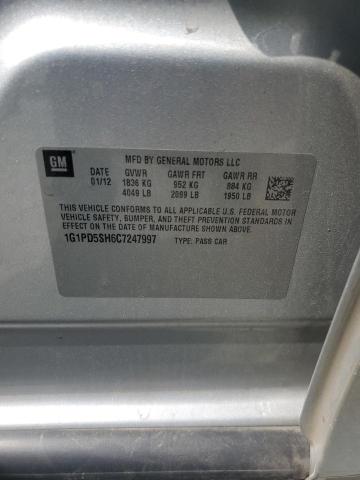 GM
MFD BY GENERAL MOTORS LLC
DATE GVWR GAWR FRT GAWR RR
01/12 1836 KG 952 KG 884 KG
4049 LB 2099 LB 1950 LB
THIS VEHICLE CONFORMS TO ALL APPLICABLE U.S. FEDERAL MOTOR
VEHICLE SAFETY, BUMPER, AND THEFT PREVENTION STANDARDS
IN EFFECT ON THE DATE OF MANUFACTURE SHOWN ABOVE.
1G1PD5SH6C7247997 TYPE: PASS CAR